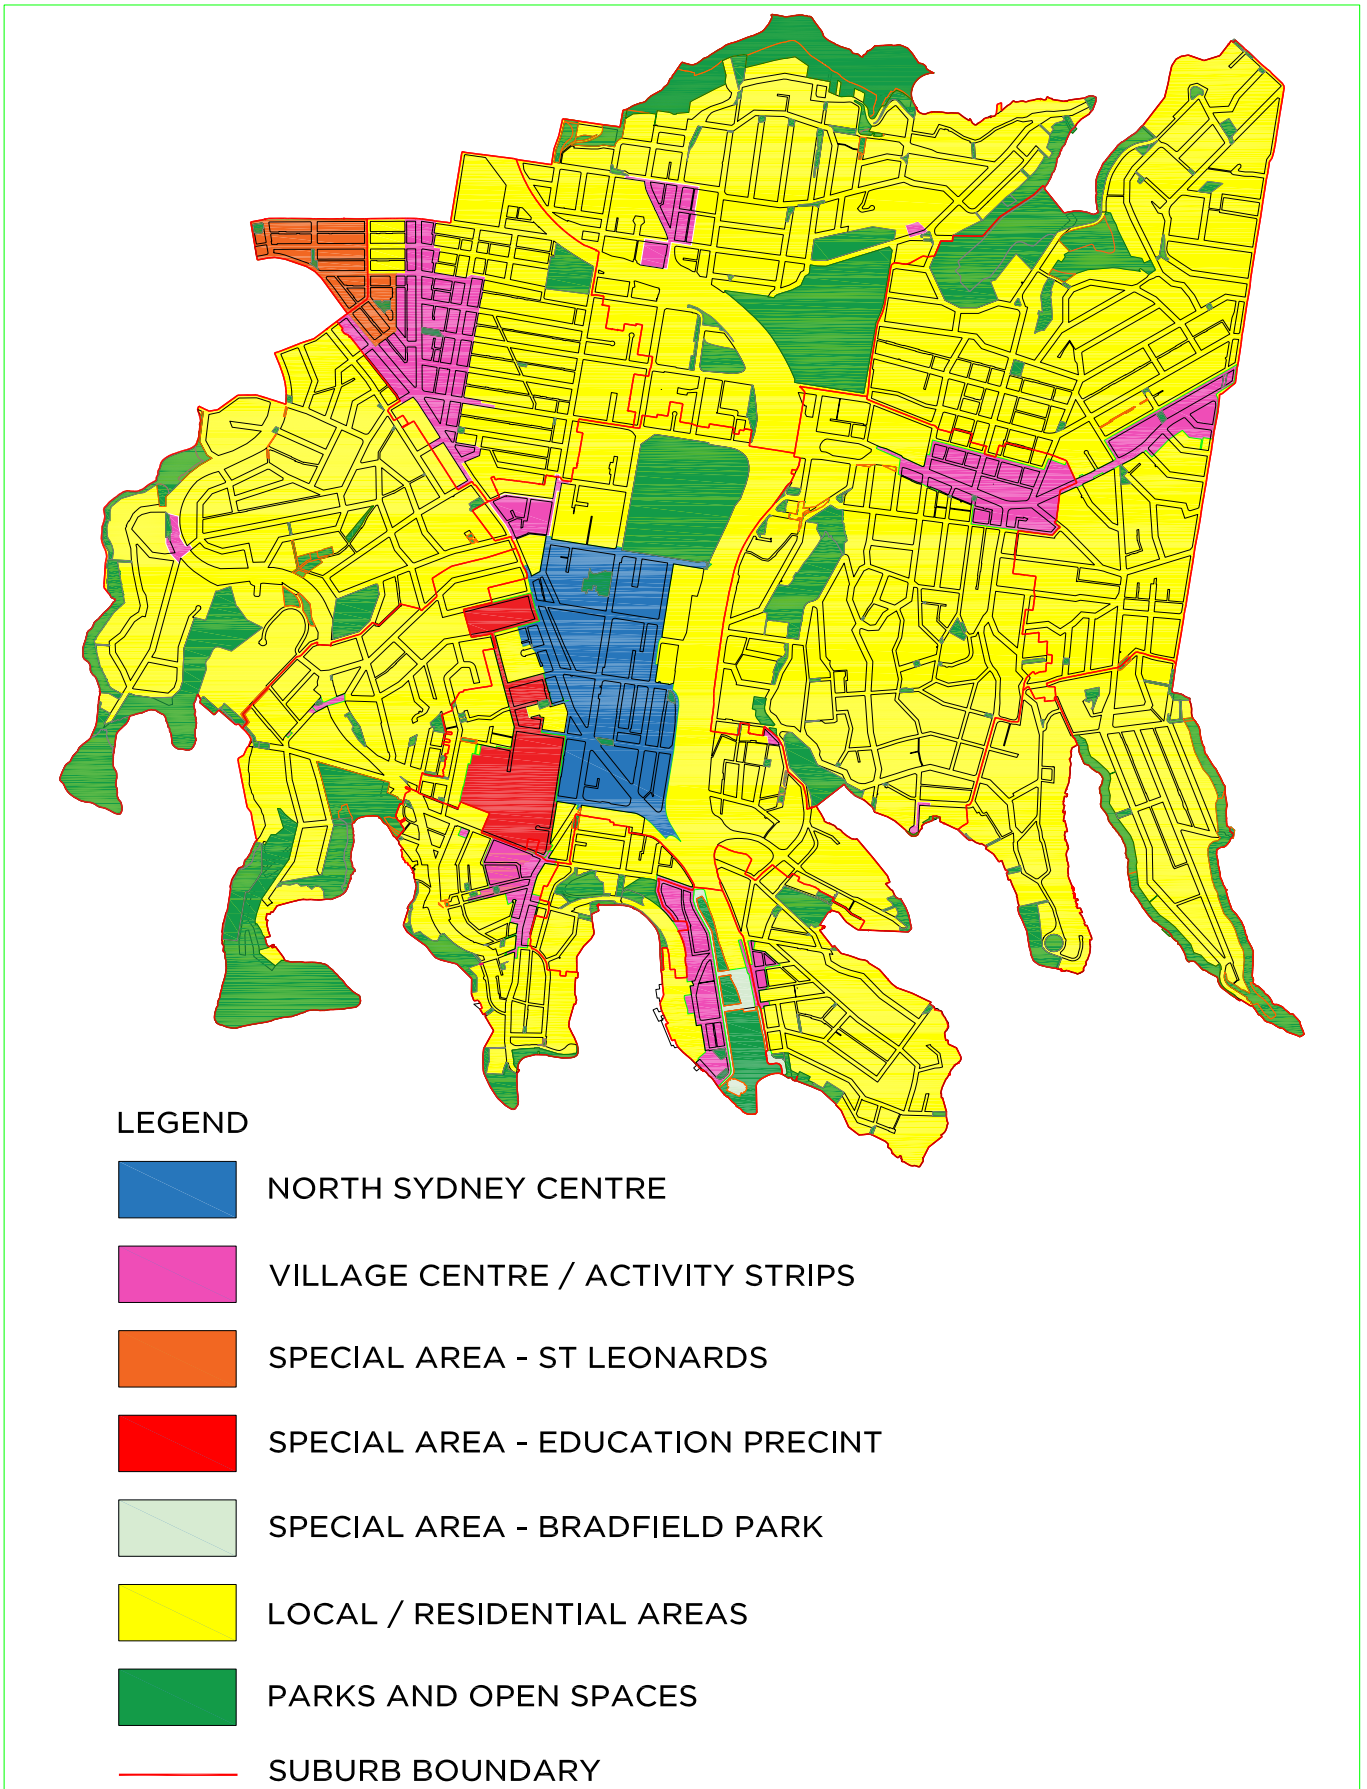 LEGEND
NORTH SYDNEY CENTRE
VILLAGE CENTRE / ACTIVITY STRIPS
SPECIAL AREA - ST LEONARDS
SPECIAL AREA - EDUCATION PRECINT
SPECIAL AREA - BRADFIELD PARK
LOCAL / RESIDENTIAL AREAS
PARKS AND OPEN SPACES
SUBURB BOUNDARY